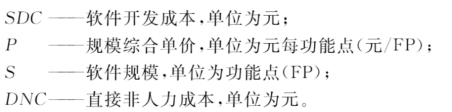 SDC ——软件开发成本,单位为元;
P ——规模综合单价,单位为元每功能点(元/FP);
S ——软件规模,单位为功能点(FP);
DNC——直接非人力成本,单位为元。